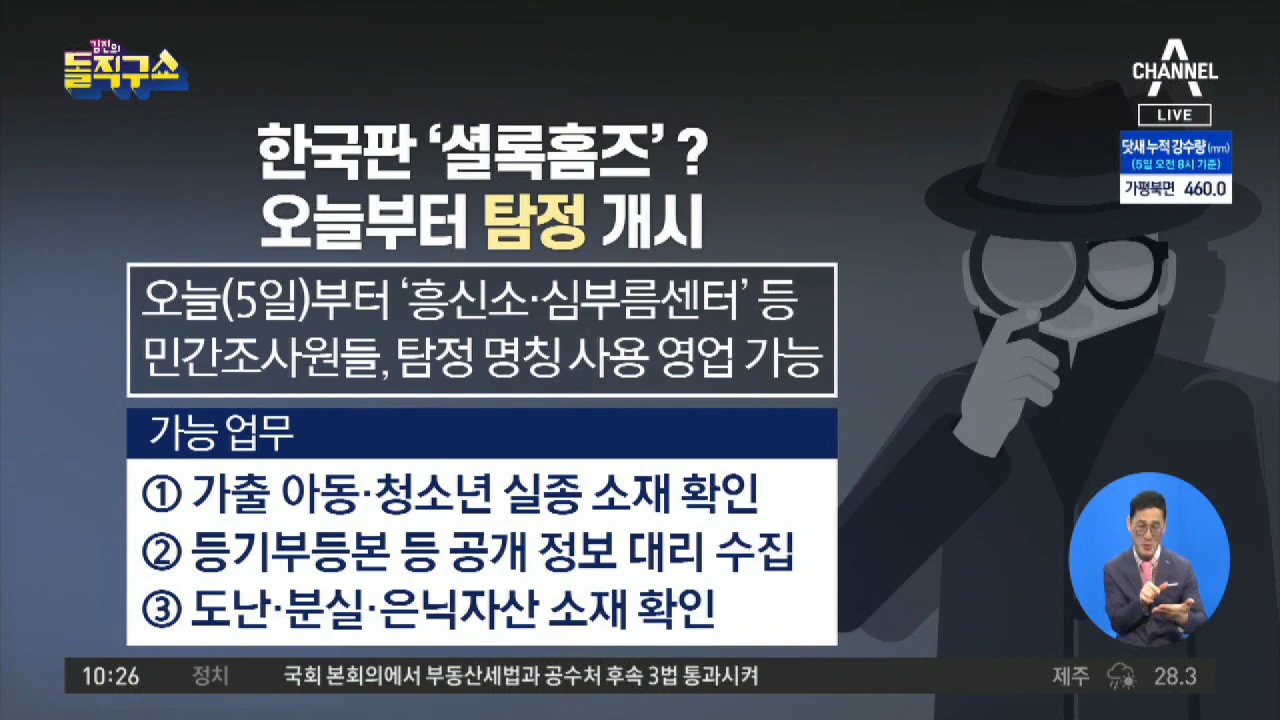 김진의
돌직구쇼
CHANNEL
LIVE
닷새 누적 강수량(mm)
(5일 오전 8시 기준)
가평북면 460.0
한국판 ‘셜록홈즈’?
오늘부터 탐정 개시
오늘(5일)부터 ‘흥신소·심부름센터’ 등
민간조사원들, 탐정 명칭 사용 영업 가능
가능 업무
① 가출 아동·청소년 실종 소재 확인
② 등기부등본 등 공개 정보 대리 수집
③ 도난·분실·은닉자산 소재 확인
10:26 정치 국회 본회의에서 부동산세법과 공수처 후속 3법 통과시켜 제주 28.3